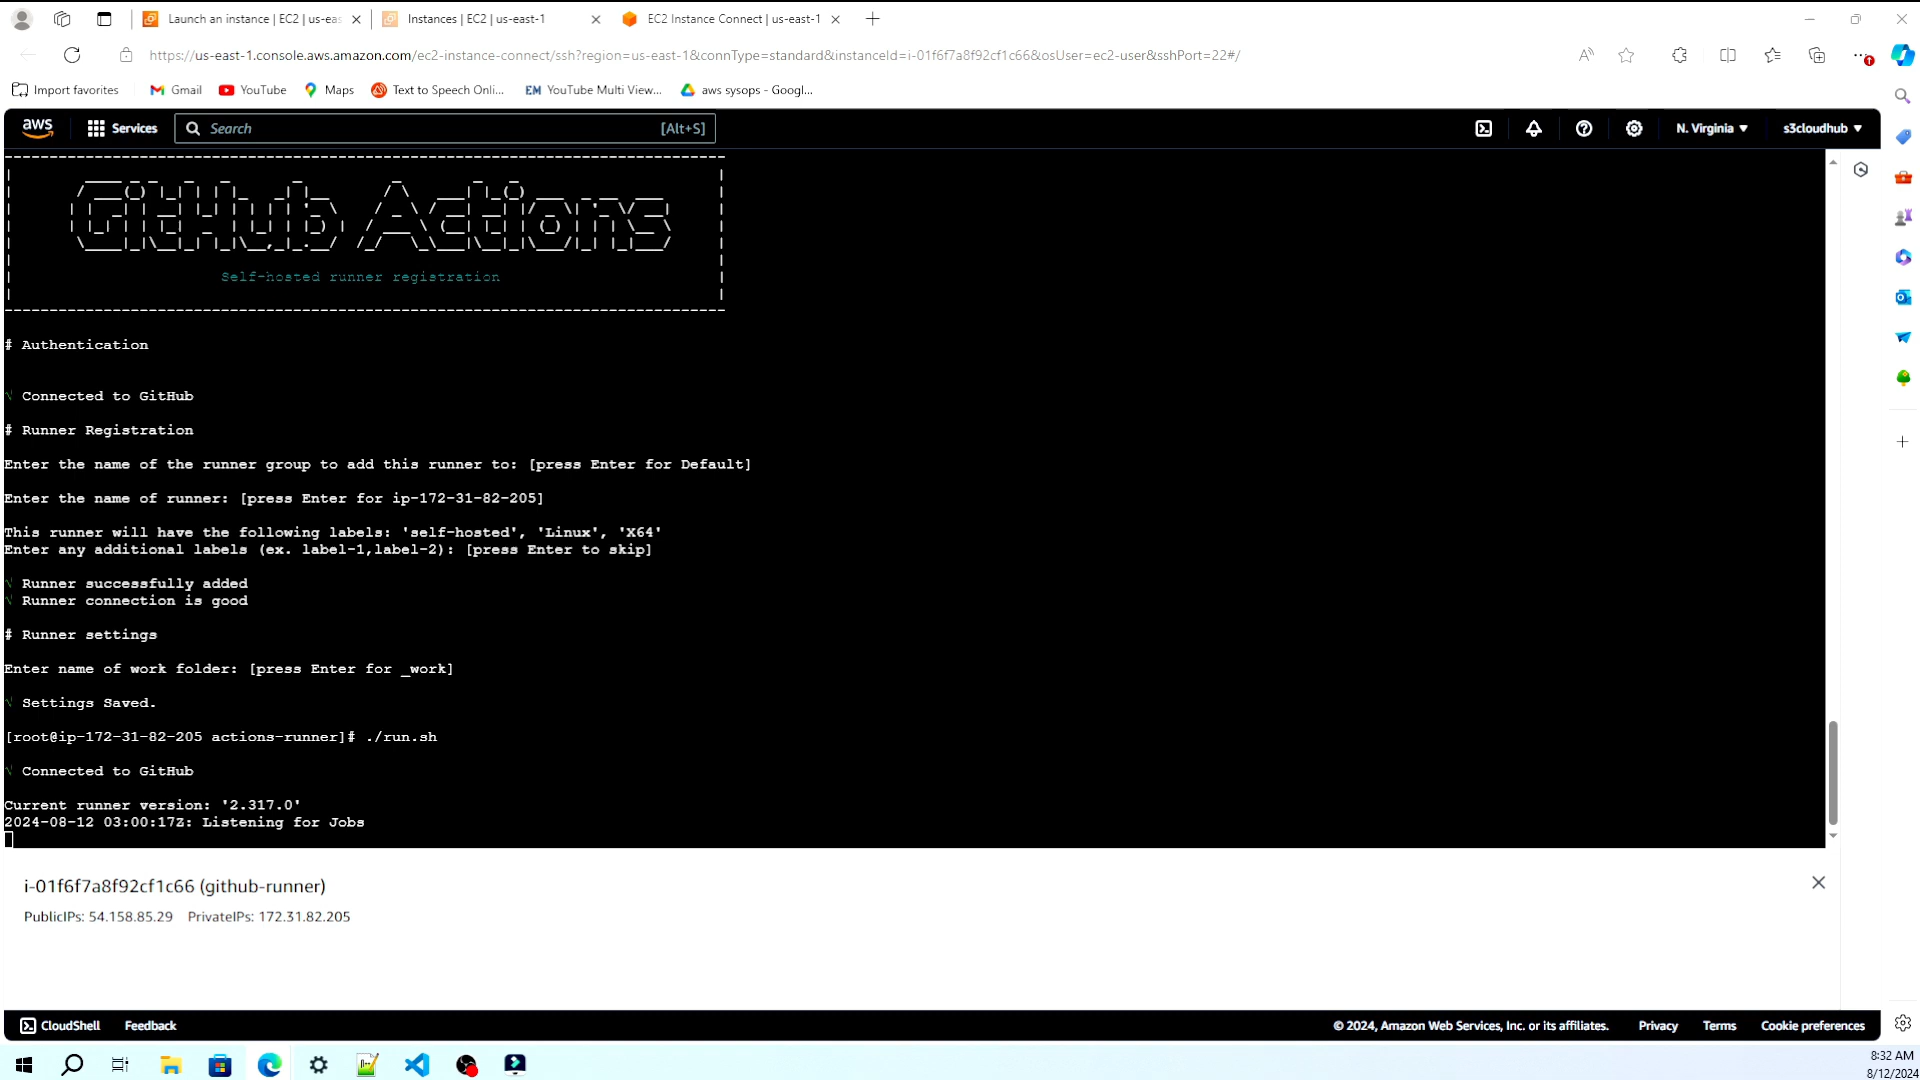 Launch an instance | EC2 | us-eas
Instances | EC2 | us-east-1
EC2 Instance Connect | us-east-1
https://us-east-1.console.aws.amazon.com/ec2-instance-connect/ssh?region=us-east-1&connType=standard&instanceId=i-01f6f7a8f92cf1c66&osUser=ec2-user&sshPort=22#/
Import favorites
Gmail
YouTube
Maps
Text to Speech Onli...
EM YouTube Multi View...
aws sysops - Googl...
aws
Services
Search
[Alt+S]
N. Virginia
s3cloudhub
GitHub Actions
Self-hosted runner registration
# Authentication
√ Connected to GitHub
# Runner Registration
Enter the name of the runner group to add this runner to: [press Enter for Default]
Enter the name of runner: [press Enter for ip-172-31-82-205]
This runner will have the following labels: 'self-hosted', 'Linux', 'X64'
Enter any additional labels (ex. label-1,label-2): [press Enter to skip]
√ Runner successfully added
√ Runner connection is good
# Runner settings
Enter name of work folder: [press Enter for _work]
√ Settings Saved.
[root@ip-172-31-82-205 actions-runner]# ./run.sh
√ Connected to GitHub
Current runner version: '2.317.0'
2024-08-12 03:00:17Z: Listening for Jobs
i-01f6f7a8f92cf1c66 (github-runner)
PublicIPs: 54.158.85.29 PrivateIPs: 172.31.82.205
CloudShell
Feedback
© 2024, Amazon Web Services, Inc. or its affiliates.
Privacy
Terms
Cookie preferences
8:32 AM
8/12/2024